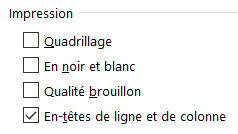 Impression
Quadrillage
En noir et blanc
Qualité brouillon
En-têtes de ligne et de colonne